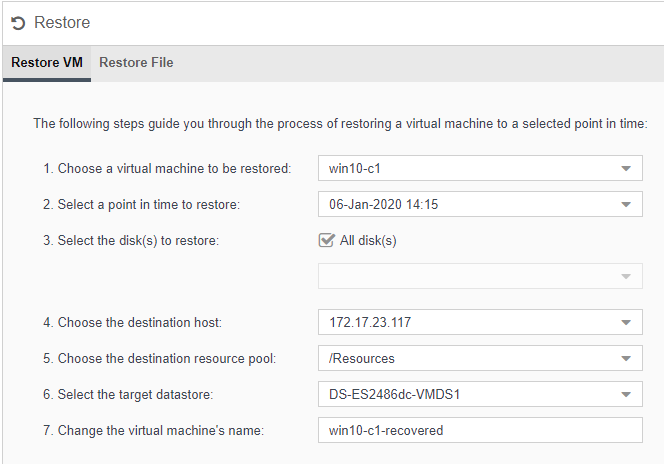 Restore
Restore VM Restore File
The following steps guide you through the process of restoring a virtual machine to a selected point in time:
1. Choose a virtual machine to be restored: win10-c1
2. Select a point in time to restore: 06-Jan-2020 14:15
3. Select the disk(s) to restore: All disk(s)
4. Choose the destination host: 172.17.23.117
5. Choose the destination resource pool: /Resources
6. Select the target datastore: DS-ES2486dc-VMDS1
7. Change the virtual machine's name: win10-c1-recovered